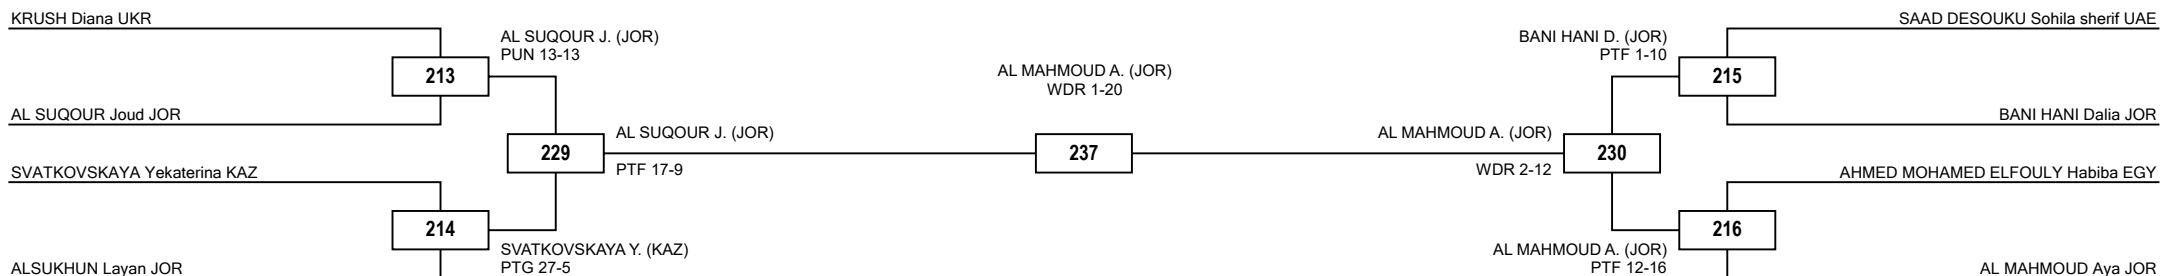 KRUSH Diana UKR
AL SUQOUR J. (JOR)
PUN 13-13
213
AL SUQOUR Joud JOR
AL SUQOUR J. (JOR)
229
PTF 17-9
SVATKOVSKAYA Yekaterina KAZ
214
SVATKOVSKAYA Y. (KAZ)
PTG 27-5
ALSUKHUN Layan JOR
AL MAHMOUD A. (JOR)
WDR 1-20
237
SAAD DESOUKU Sohila sherif UAE
BANI HANI D. (JOR)
PTF 1-10
215
BANI HANI Dalia JOR
AL MAHMOUD A. (JOR)
230
WDR 2-12
AHMED MOHAMED ELFOULY Habiba EGY
216
AL MAHMOUD A. (JOR)
PTF 12-16
AL MAHMOUD Aya JOR